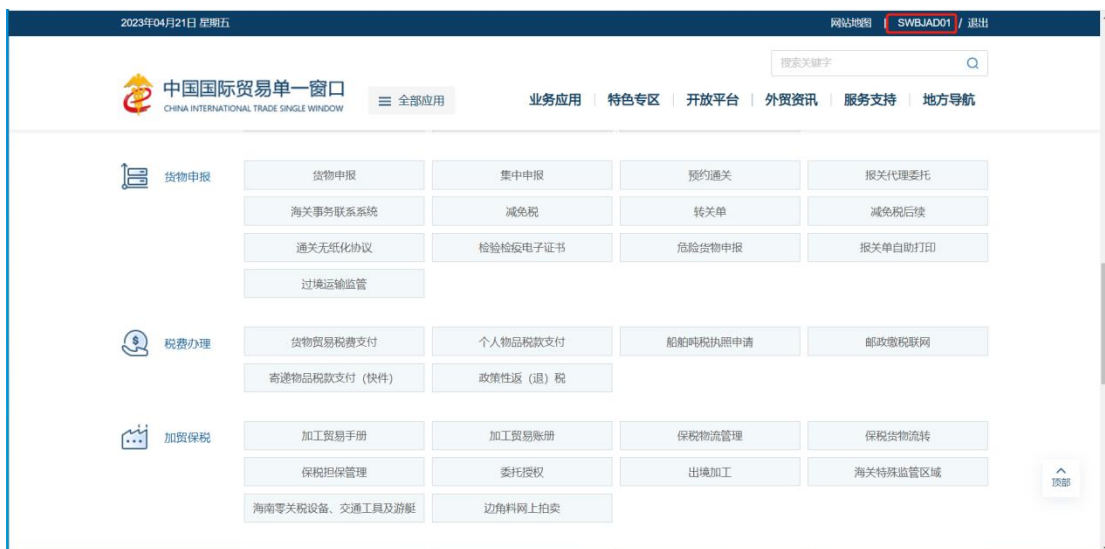 2023年04月21日 星期五
网站地图 | SWBJAD01 / 退出
搜索关键字
中国国际贸易单一窗口
CHINA INTERNATIONAL TRADE SINGLE WINDOW
全部应用
业务应用 | 特色专区 | 开放平台 | 外贸资讯 | 服务支持 | 地方导航
货物申报
货物申报 集中申报 预约通关 报关代理委托
海关事务联系系统 减免税 转关单 减免税后续
通关无纸化协议 检验检疫电子证书 危险货物申报 报关单自助打印
过境运输监管
税费办理
货物贸易税费支付 个人物品税款支付 船舶吨税执照申请 邮政缴税联网
寄递物品税款支付（快件） 政策性返（退）税
加贸保税
加工贸易手册 加工贸易账册 保税物流管理 保税货物流转
保税担保管理 委托授权 出境加工 海关特殊监管区域
海南零关税设备、交通工具及游艇 边角料网上拍卖
顶部